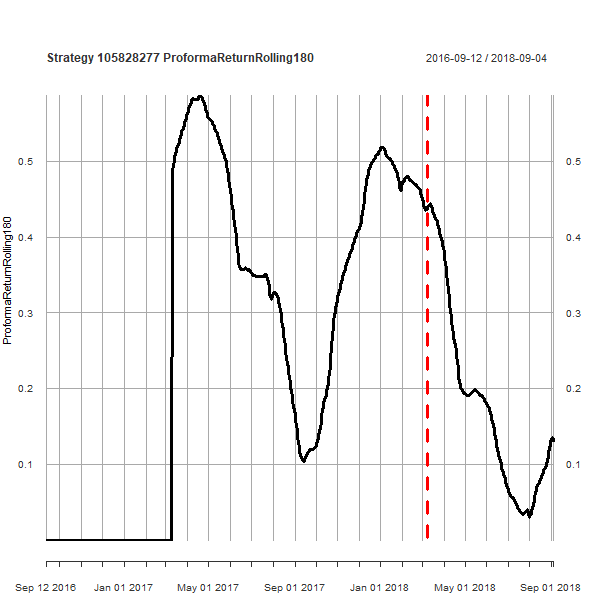 Strategy 105828277 ProformaReturnRolling180
2016-09-12 / 2018-09-04
ProformaReturnRolling180
0.5
0.5
0.4
0.4
0.3
0.3
0.2
0.2
0.1
0.1
Sep 12 2016
Jan 01 2017
May 01 2017
Sep 01 2017
Jan 01 2018
May 01 2018
Sep 01 2018